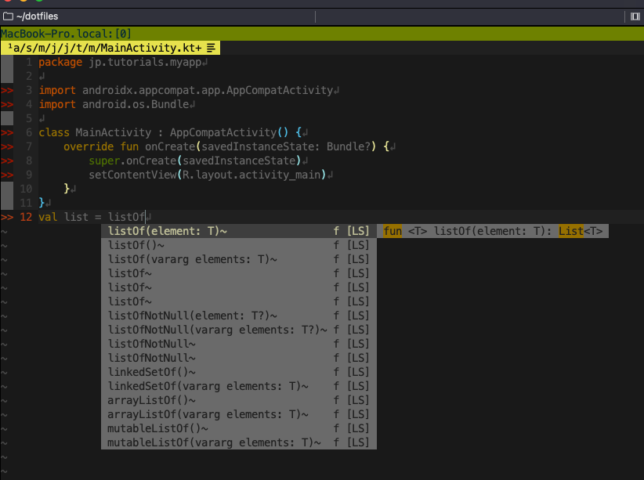 ~/dotfiles
MacBook-Pro.local:[0]
¹a/s/m/j/j/t/m/MainActivity.kt+
1 package jp.tutorials.myapp↲
2 ↲
>> 3 import androidx.appcompat.app.AppCompatActivity↲
>> 4 import android.os.Bundle↲
5 ↲
>> 6 class MainActivity : AppCompatActivity() {↲
>> 7 override fun onCreate(savedInstanceState: Bundle?) {↲
>> 8 super.onCreate(savedInstanceState)↲
>> 9 setContentView(R.layout.activity_main)↲
10 }↲
11 }↲
>> 12 val list = listOf↲
~ listOf(element: T)~ f [LS] fun <T> listOf(element: T): List<T>
~ listOf()~ f [LS]
~ listOf(vararg elements: T)~ f [LS]
~ listOf~ f [LS]
~ listOf~ f [LS]
~ listOf~ f [LS]
~ listOfNotNull(element: T?)~ f [LS]
~ listOfNotNull(vararg elements: T?)~ f [LS]
~ listOfNotNull~ f [LS]
~ listOfNotNull~ f [LS]
~ linkedSetOf()~ f [LS]
~ linkedSetOf(vararg elements: T)~ f [LS]
~ arrayListOf()~ f [LS]
~ arrayListOf(vararg elements: T)~ f [LS]
~ mutableListOf()~ f [LS]
~ mutableListOf(vararg elements: T)~ f [LS]
~
~